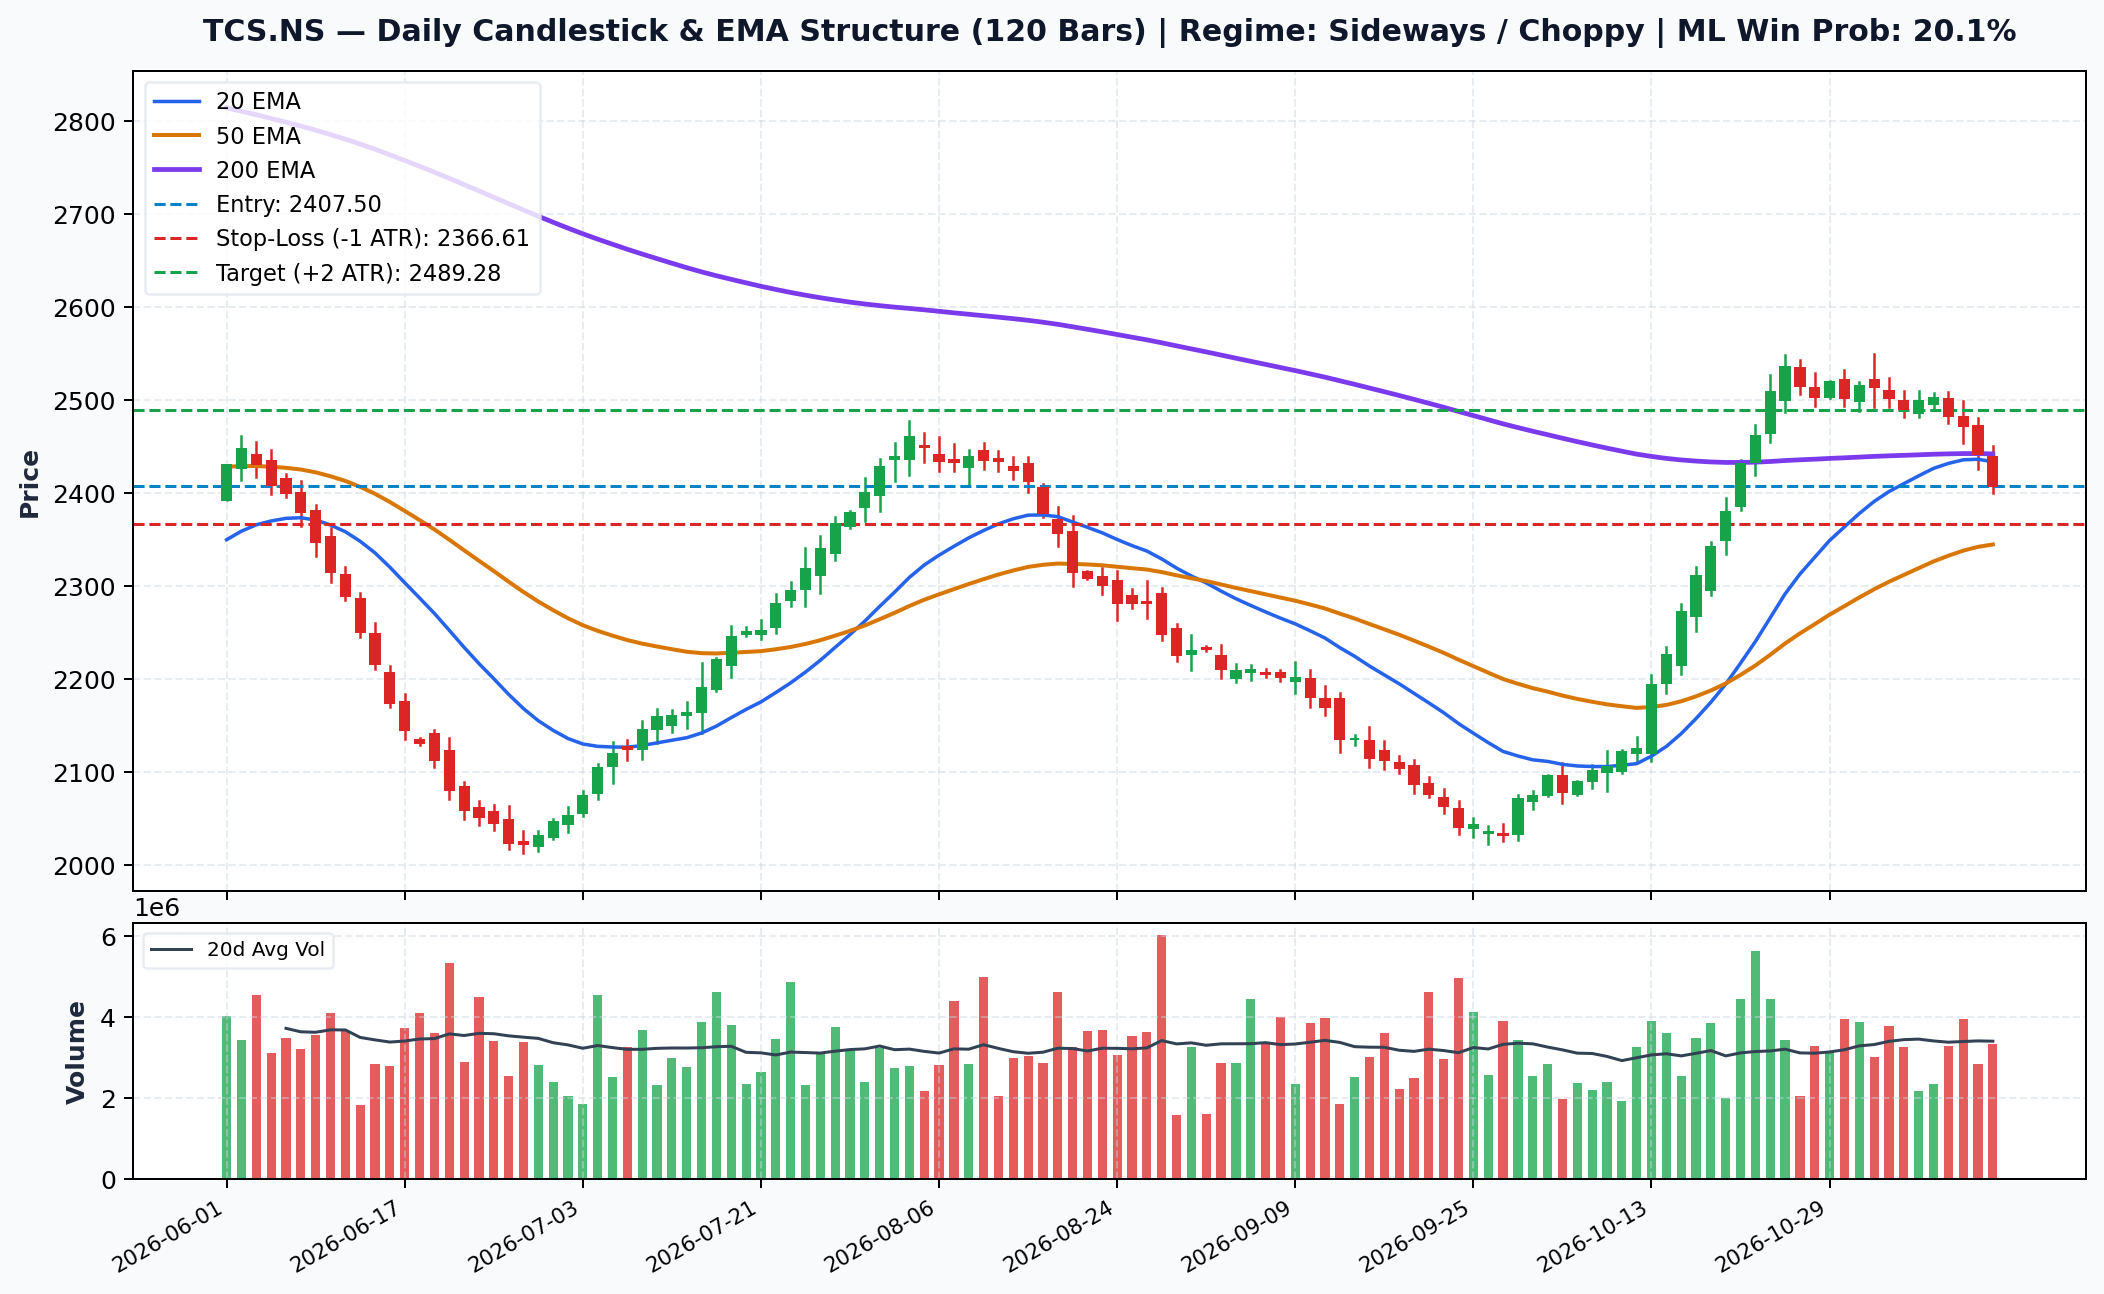 TCS.NS — Daily Candlestick & EMA Structure (120 Bars) | Regime: Sideways / Choppy | ML Win Prob: 20.1%
20 EMA
50 EMA
200 EMA
Entry: 2407.50
Stop-Loss (-1 ATR): 2366.61
Target (+2 ATR): 2489.28
Price
2800
2700
2600
2500
2400
2300
2200
2100
2000
1e6
20d Avg Vol
Volume
6
4
2
0
2026-06-01
2026-06-17
2026-07-03
2026-07-21
2026-08-06
2026-08-24
2026-09-09
2026-09-25
2026-10-13
2026-10-29